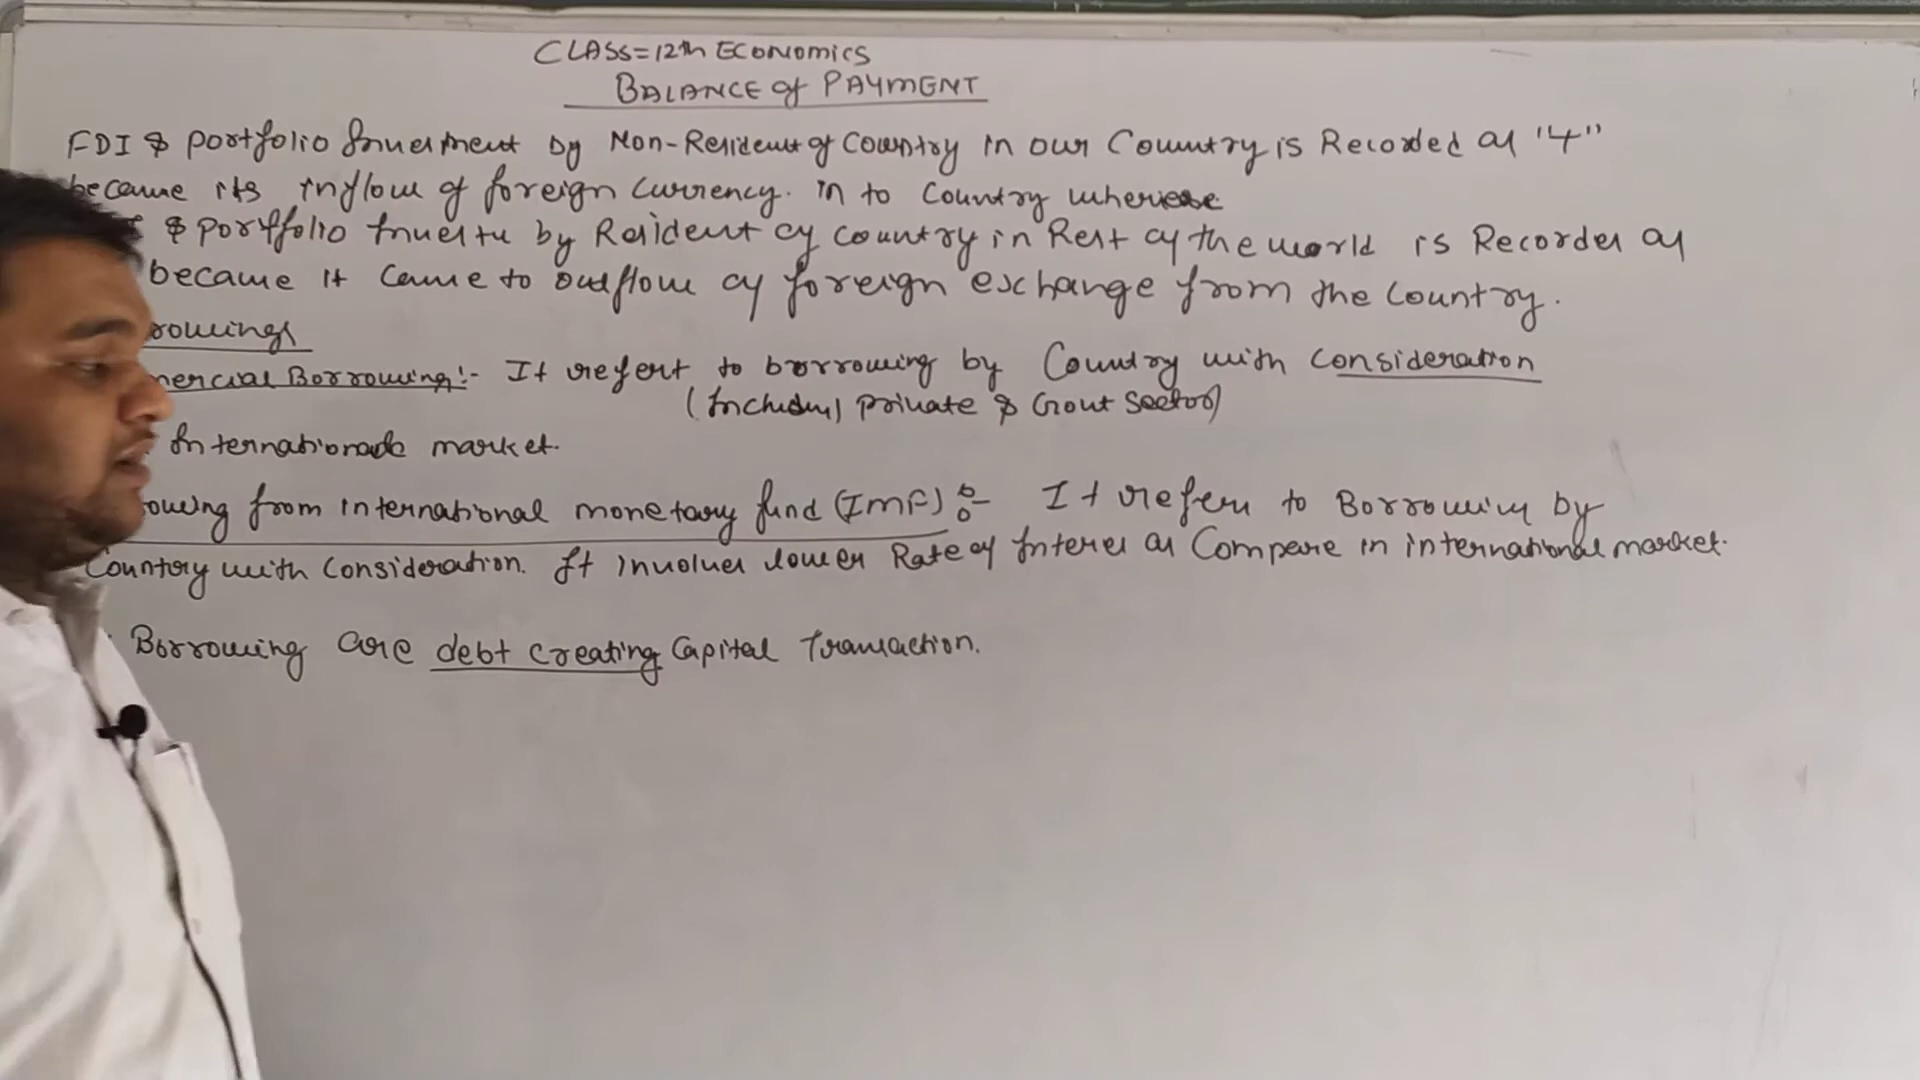 CLASS=12th ECONOMICS
BALANCE of PAYMENT
FDI & portfolio Investment by Non-Resident of Country in our Country is Recorded as "+"
because its inflow of foreign currency. in to Country where
& portfolio Investu by Resident of country in Rest of the world is Recorded as
because it cause to outflow of foreign exchange from the country.
rowings
mercial Borrowing:- It refers to borrowing by Country with consideration
(Including private & Govt Sector)
International market.
owing from international monetary fund (IMF):- It refers to Borrowing by
Country with Consideration. It involves lower Rate of Interes as Compare in international market.
Borrowing are debt creating Capital Transaction.